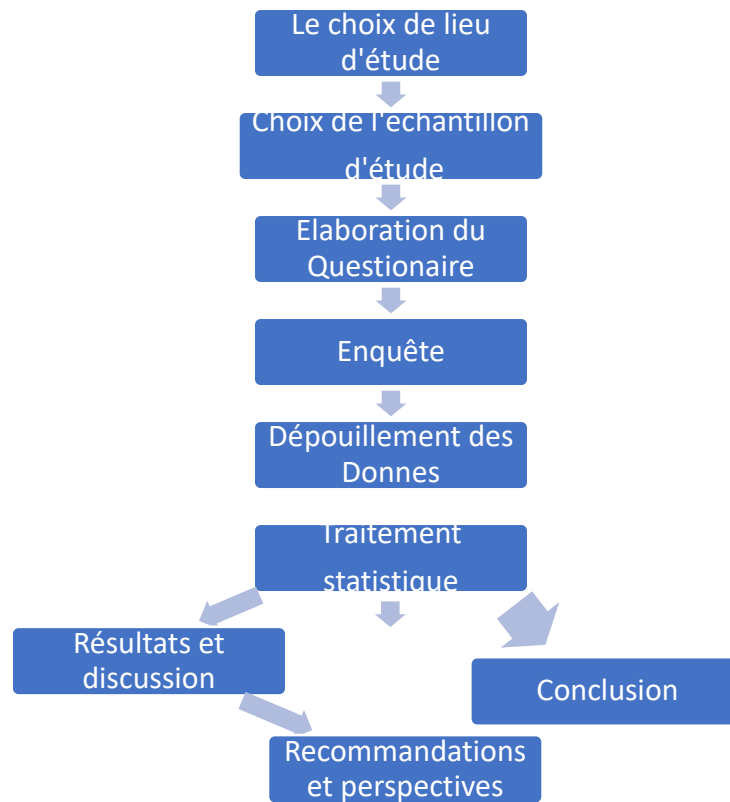 Le choix de lieu
d'étude
Choix de l'échantillon
d'étude
Elaboration du
Questionaire
Enquête
Dépouillement des
Donnes
Traitement
statistique
Résultats et
discussion
Conclusion
Recommandations
et perspectives